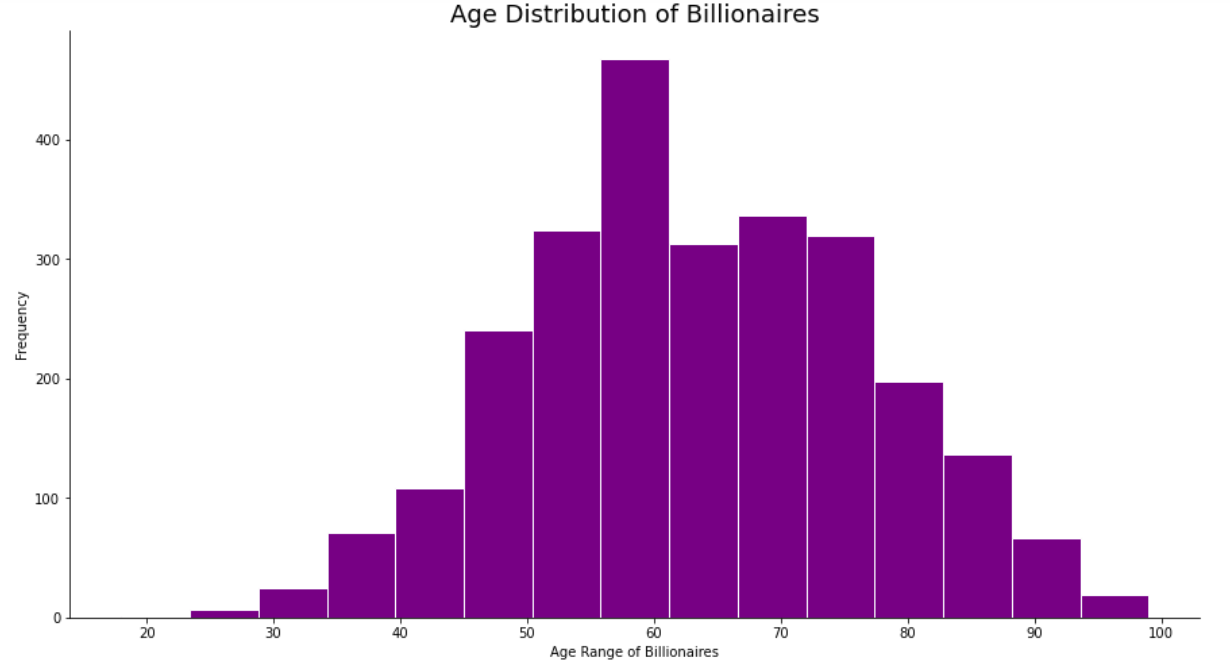 Age Distribution of Billionaires
400
300
200
100
0
Frequency
20 30 40 50 60 70 80 90 100
Age Range of Billionaires